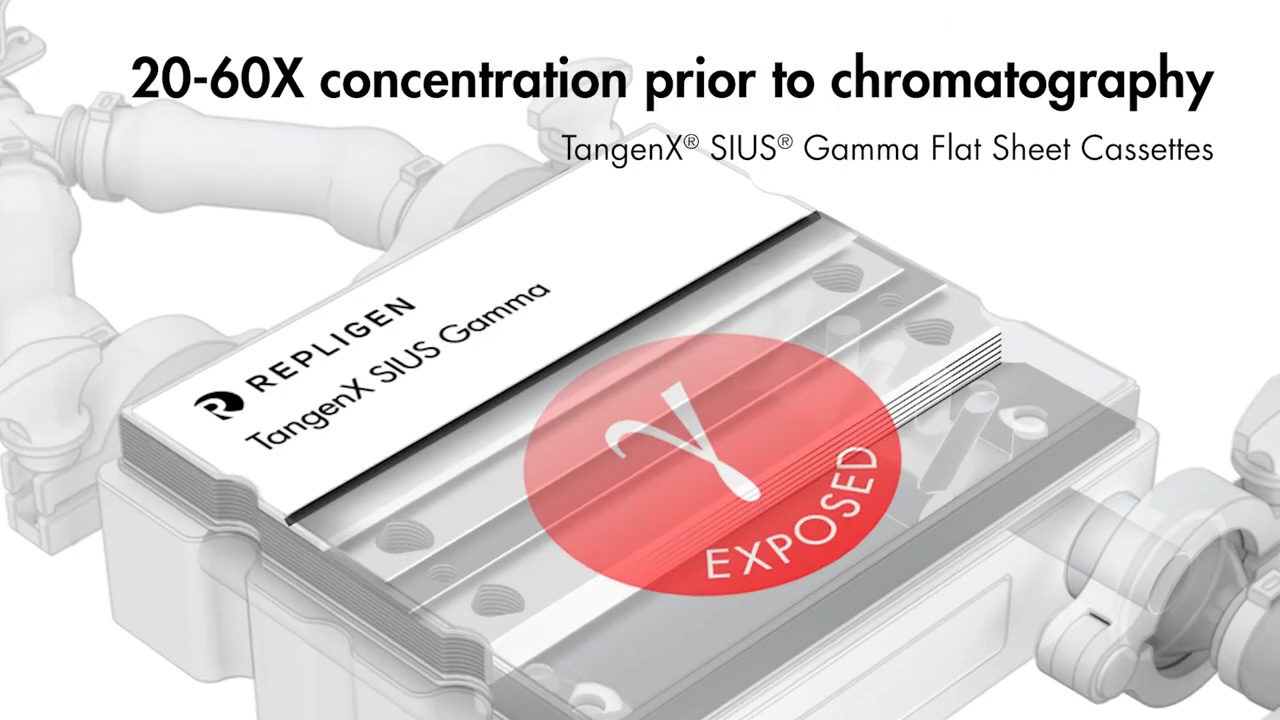 20-60X concentration prior to chromatography
TangenX® SIUS® Gamma Flat Sheet Cassettes
REPLIGEN
TangenX SIUS Gamma
γ
EXPOSED